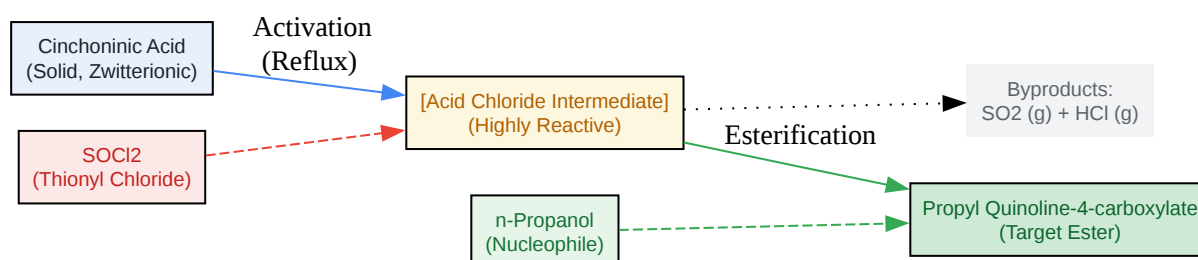 Cinchoninic Acid
(Solid, Zwitterionic)
Activation
(Reflux)
SOCl2
(Thionyl Chloride)
[Acid Chloride Intermediate]
(Highly Reactive)
Byproducts:
SO2 (g) + HCl (g)
Esterification
n-Propanol
(Nucleophile)
Propyl Quinoline-4-carboxylate
(Target Ester)